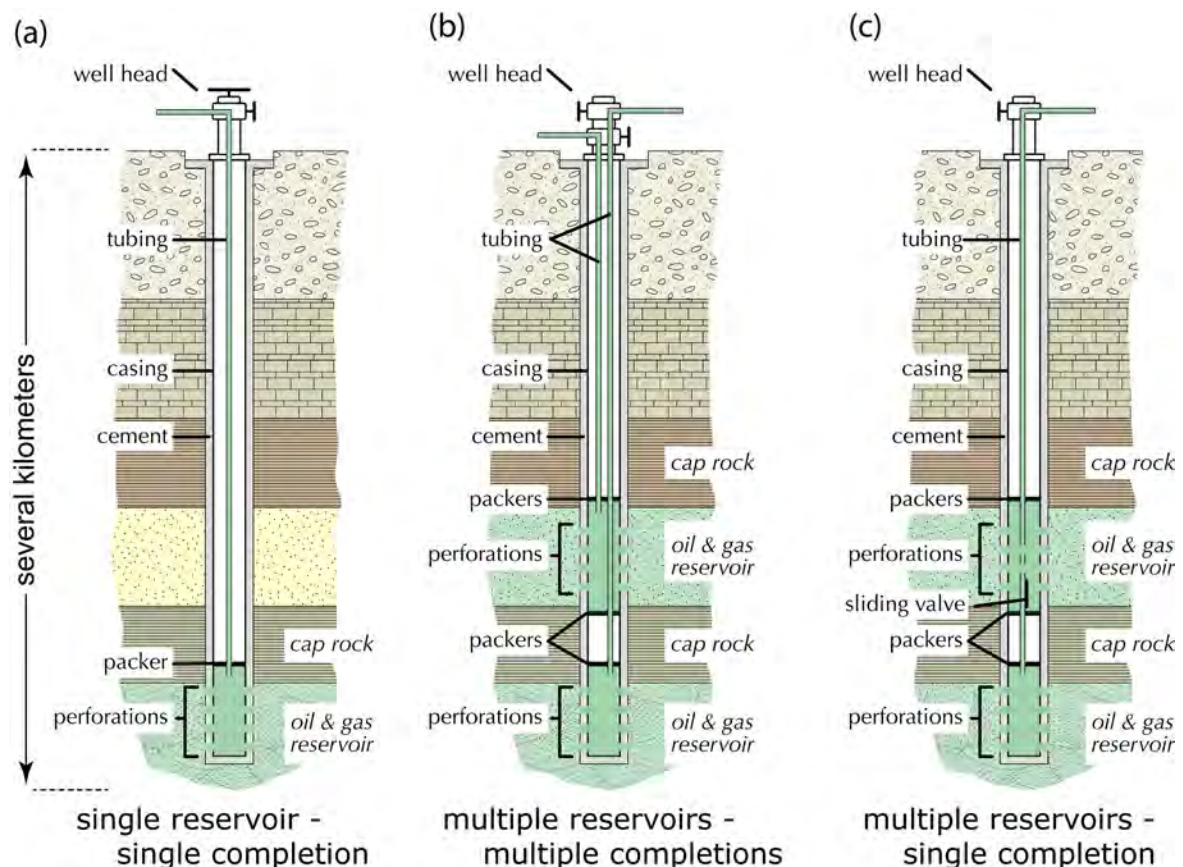 (a)
well head
several kilometers
tubing
casing
cement
cap rock
packer
perforations
oil & gas
reservoir
single reservoir -
single completion
(b)
well head
tubing
casing
cement
cap rock
packers
perforations
oil & gas
reservoir
packers
cap rock
perforations
oil & gas
reservoir
multiple reservoirs -
multiple completions
(c)
well head
tubing
casing
cement
cap rock
packers
perforations
oil & gas
reservoir
sliding valve
packers
cap rock
perforations
oil & gas
reservoir
multiple reservoirs -
single completion